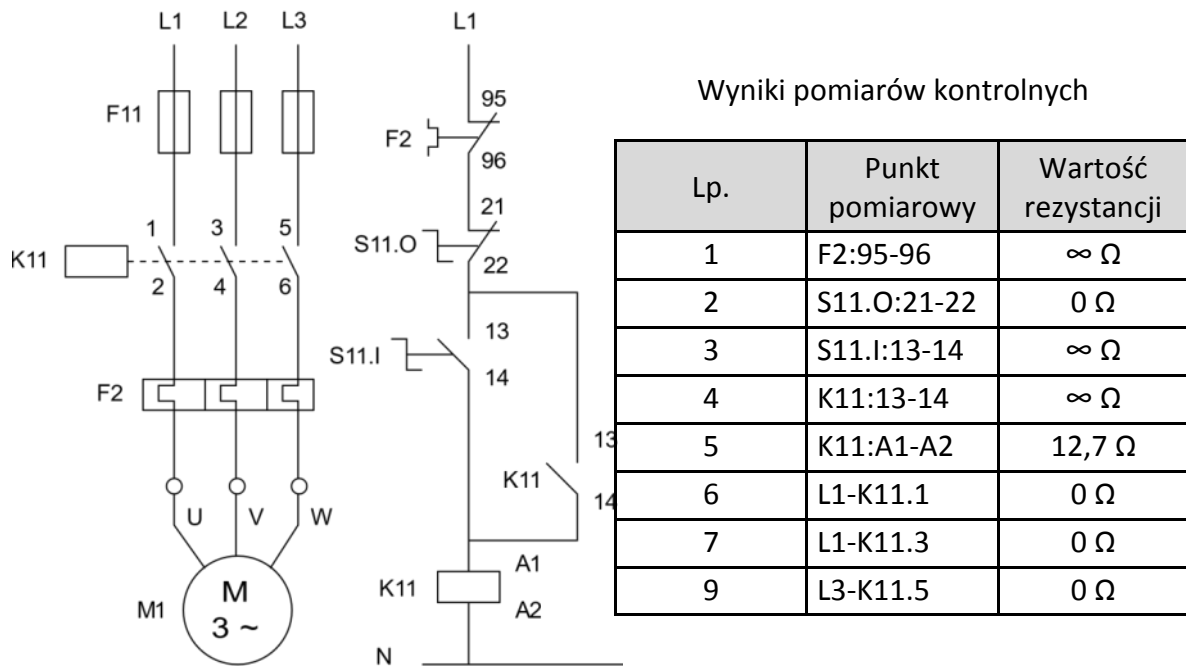 L1 L2 L3
F11
1 3 5
K11
2 4 6
F2
U V W
M1
M
3 ~
L1
95
F2
96
21
S11.O
22
13
S11.I
14
13
K11
14
A1
K11
A2
N
Wyniki pomiarów kontrolnych
Lp. Punkt pomiarowy Wartość rezystancji
1 F2:95-96 ∞ Ω
2 S11.O:21-22 0 Ω
3 S11.I:13-14 ∞ Ω
4 K11:13-14 ∞ Ω
5 K11:A1-A2 12,7 Ω
6 L1-K11.1 0 Ω
7 L1-K11.3 0 Ω
9 L3-K11.5 0 Ω